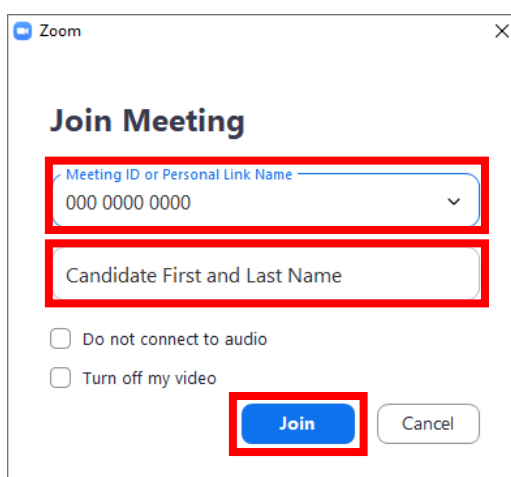 Zoom
Join Meeting
Meeting ID or Personal Link Name
000 0000 0000
Candidate First and Last Name
Do not connect to audio
Turn off my video
Join Cancel